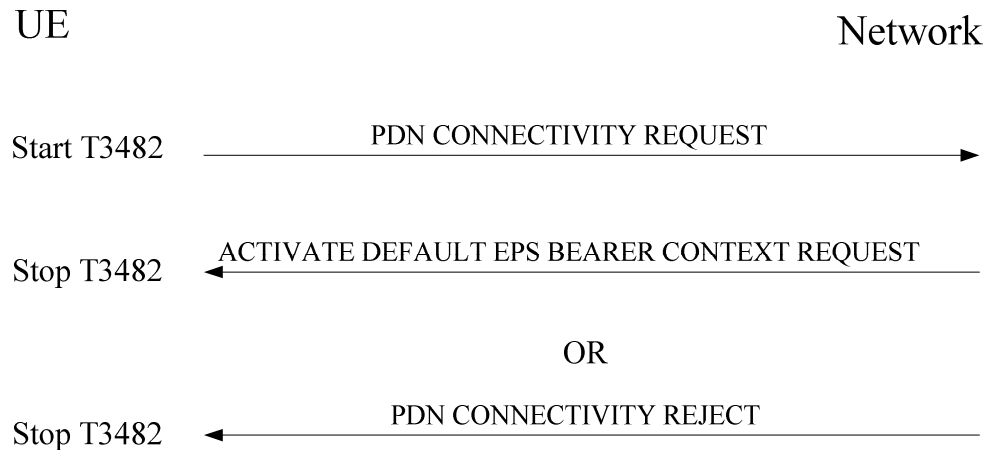 UE
Network
Start T3482
PDN CONNECTIVITY REQUEST
ACTIVATE DEFAULT EPS BEARER CONTEXT REQUEST
Stop T3482
OR
PDN CONNECTIVITY REJECT
Stop T3482